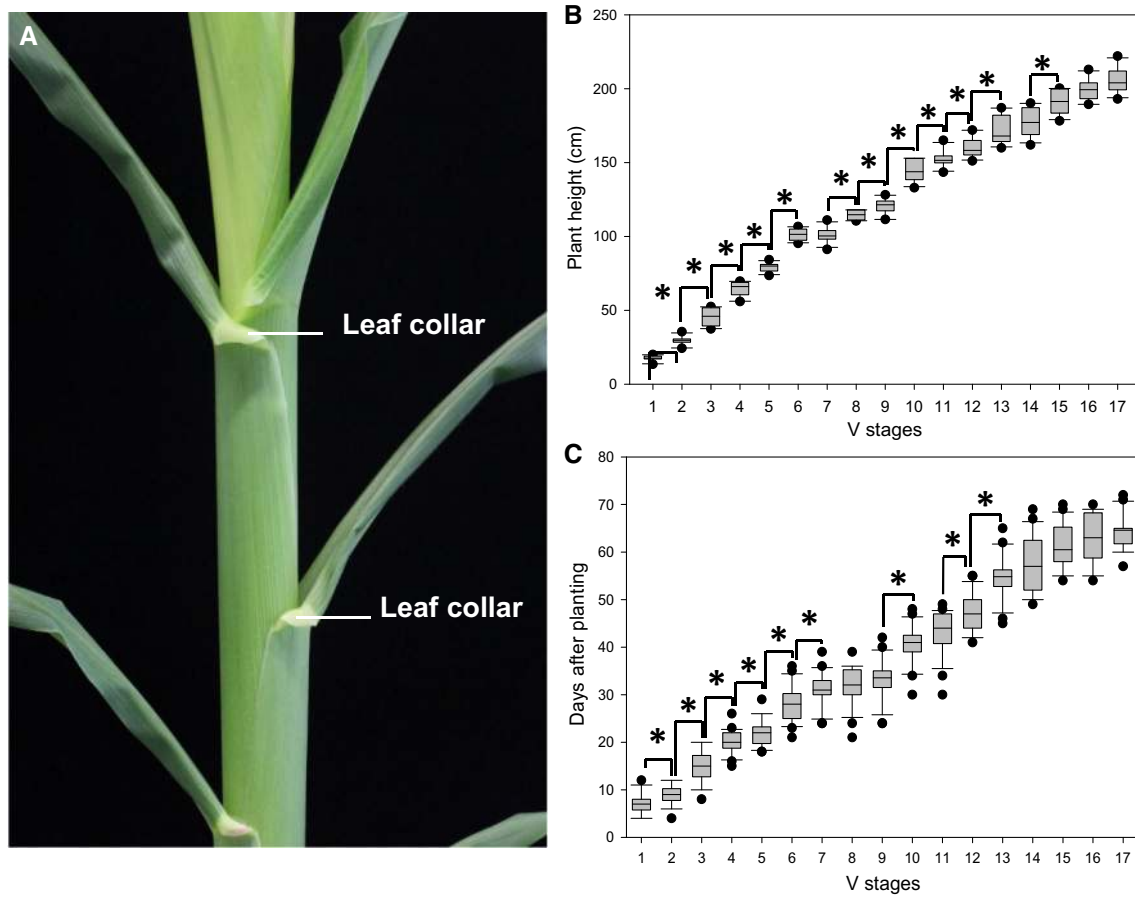 A
Leaf collar
Leaf collar
B
250
200
150
100
50
0
Plant height (cm)
* * * * * * * * * * * *
1 2 3 4 5 6 7 8 9 10 11 12 13 14 15 16 17
V stages
C
80
70
60
50
40
30
20
10
0
Days after planting
* * * * * * * * *
1 2 3 4 5 6 7 8 9 10 11 12 13 14 15 16 17
V stages